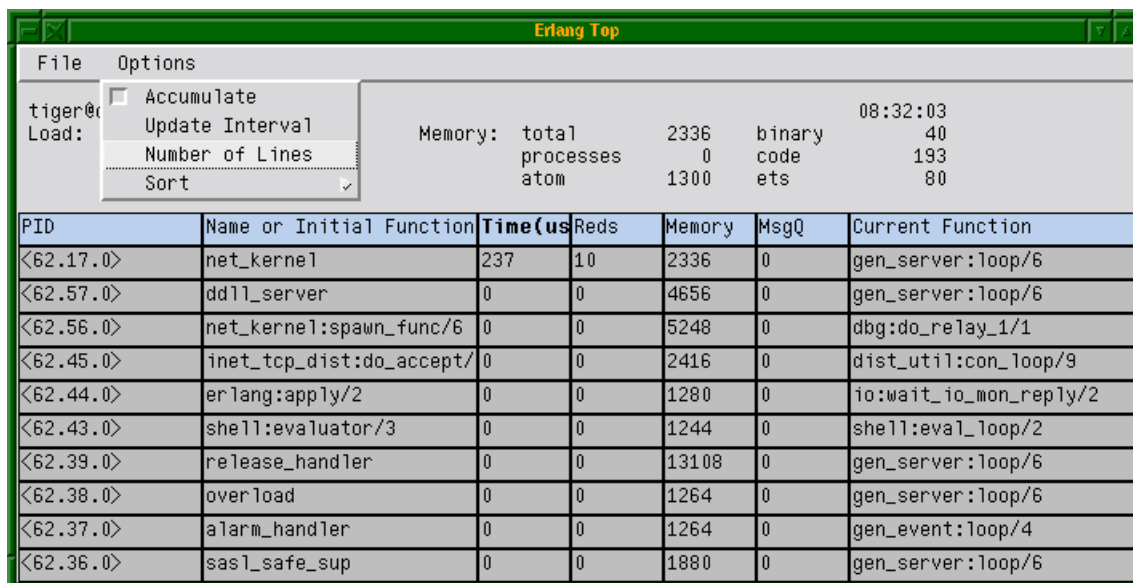 Erlang Top
File Options
Accumulate
Update Interval
Number of Lines
Sort
tiger@
Load:
08:32:03
Memory: total 2336 binary 40
processes 0 code 193
atom 1300 ets 80
PID Name or Initial Function Time(us Reds Memory MsgQ Current Function
<62.17.0> net_kernel 237 10 2336 0 gen_server:loop/6
<62.57.0> ddll_server 0 0 4656 0 gen_server:loop/6
<62.56.0> net_kernel:spawn_func/6 0 0 5248 0 dbg:do_relay_1/1
<62.45.0> inet_tcp_dist:do_accept/ 0 0 2416 0 dist_util:con_loop/9
<62.44.0> erlang:apply/2 0 0 1280 0 io:wait_io_mon_reply/2
<62.43.0> shell:evaluator/3 0 0 1244 0 shell:eval_loop/2
<62.39.0> release_handler 0 0 13108 0 gen_server:loop/6
<62.38.0> overload 0 0 1264 0 gen_server:loop/6
<62.37.0> alarm_handler 0 0 1264 0 gen_event:loop/4
<62.36.0> sasl_safe_sup 0 0 1880 0 gen_server:loop/6